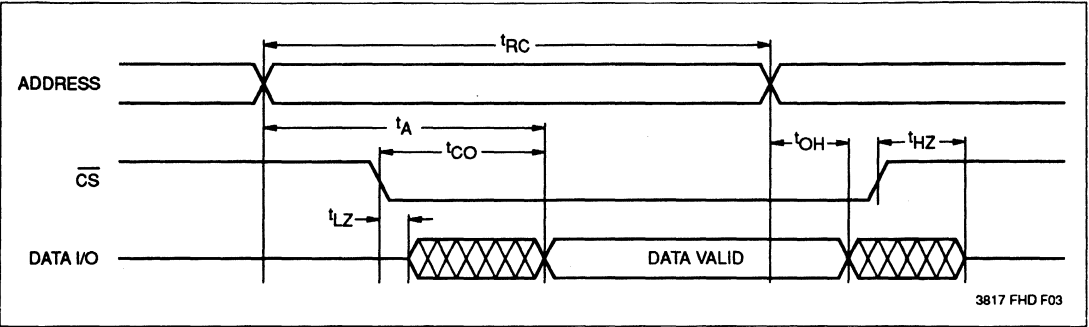 tRC
ADDRESS
tA
tCO
tOH
tHZ
CS
tLZ
DATA I/O
DATA VALID
3817 FHD F03